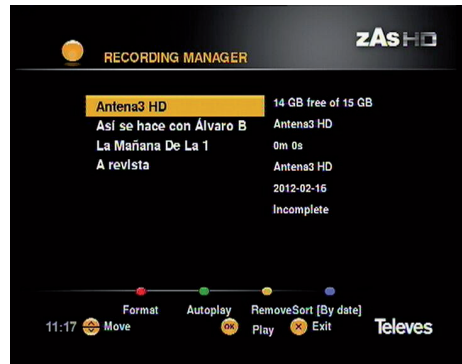 zAs HD
RECORDING MANAGER
Antena3 HD
Así se hace con Álvaro B
La Mañana De La 1
A revista
14 GB free of 15 GB
Antena3 HD
0m 0s
Antena3 HD
2012-02-16
Incomplete
Format Autoplay RemoveSort [By date]
11:17 Move OK Play Exit Televes